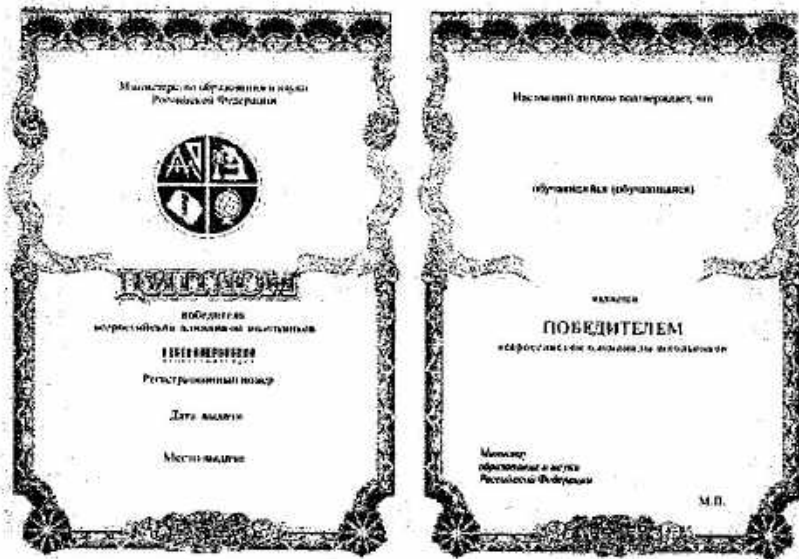 Министерство образования и науки
Российской Федерации
ДИПЛОМ
победителя
всероссийской олимпиады школьников
Регистрационный номер
Дата выдачи
Место выдачи
Настоящий диплом подтверждает, что
обучающийся (обучающаяся)
является
ПОБЕДИТЕЛЕМ
всероссийской олимпиады школьников
Министр
образования и науки
Российской Федерации
М.П.